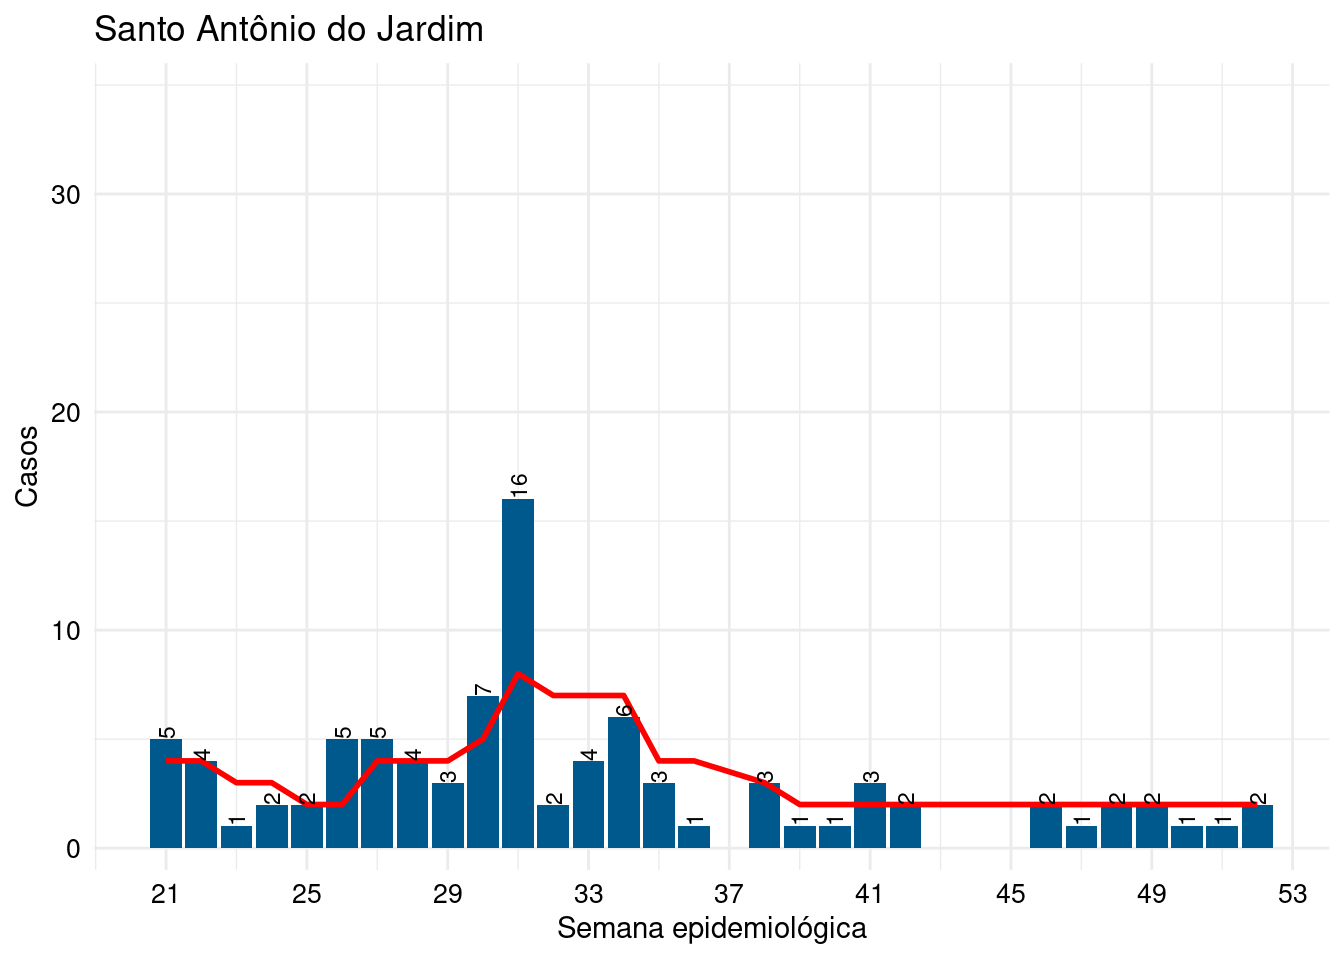 Santo Antônio do Jardim
30
20
10
0
Casos
5 4 1 2 2 5 5 4 3 7 16 2 4 6 3 1 3 1 1 3 2 2 1 2 2 1 1 2
21 25 29 33 37 41 45 49 53
Semana epidemiológica